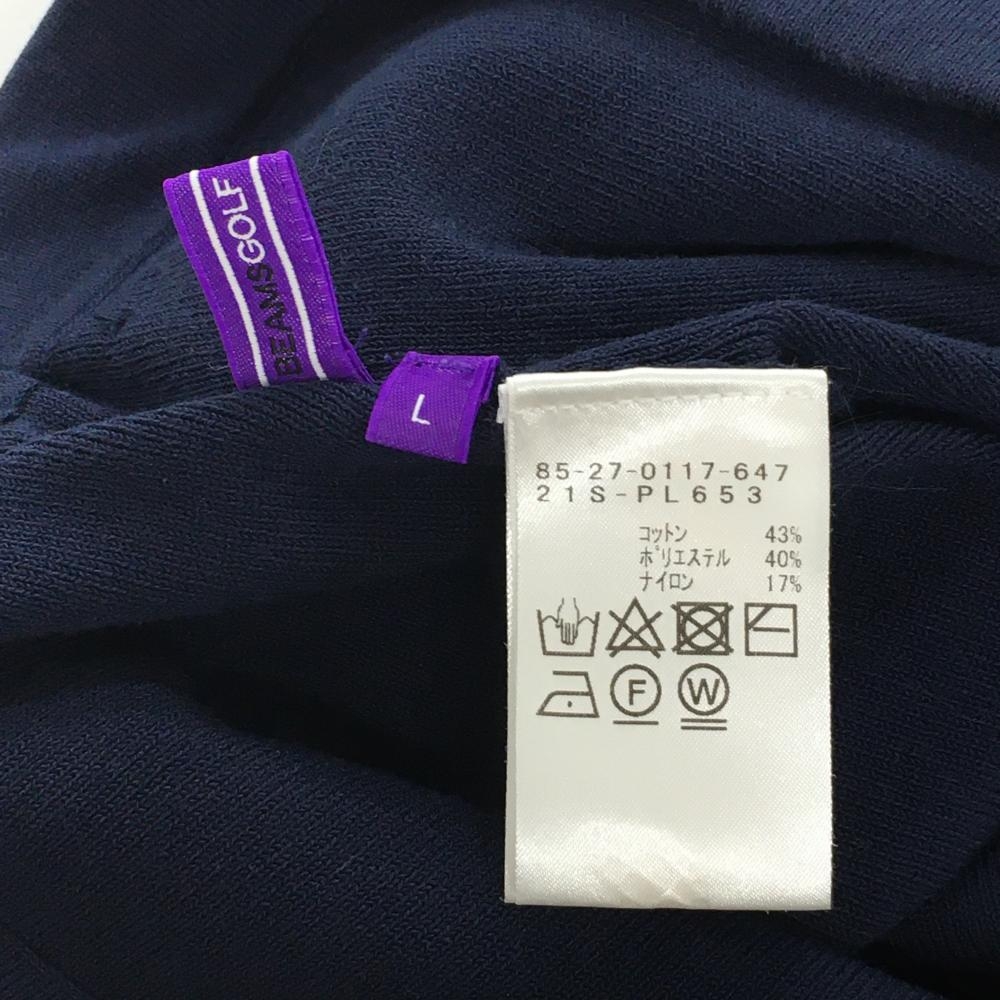 BEAMSGOLF
L
85-27-0117-647
21S-PL653
コットン 43%
ポリエステル 40%
ナイロン 17%
F W